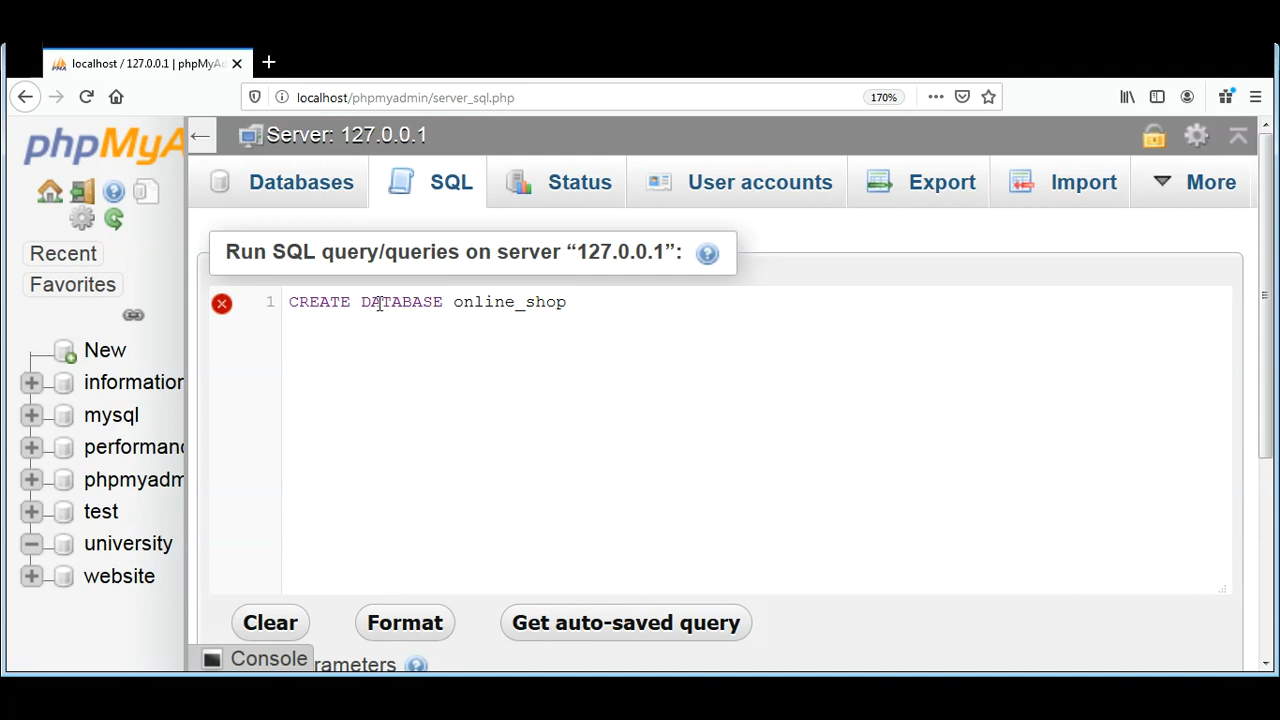 localhost / 127.0.0.1 | phpMyAd
localhost/phpmyadmin/server_sql.php
170%
phpMyA
Server: 127.0.0.1
Databases
SQL
Status
User accounts
Export
Import
More
Recent
Favorites
New
information
mysql
performanc
phpmyadm
test
university
website
Run SQL query/queries on server “127.0.0.1”:
1 CREATE DATABASE online_shop
Clear
Format
Get auto-saved query
Console
rameters